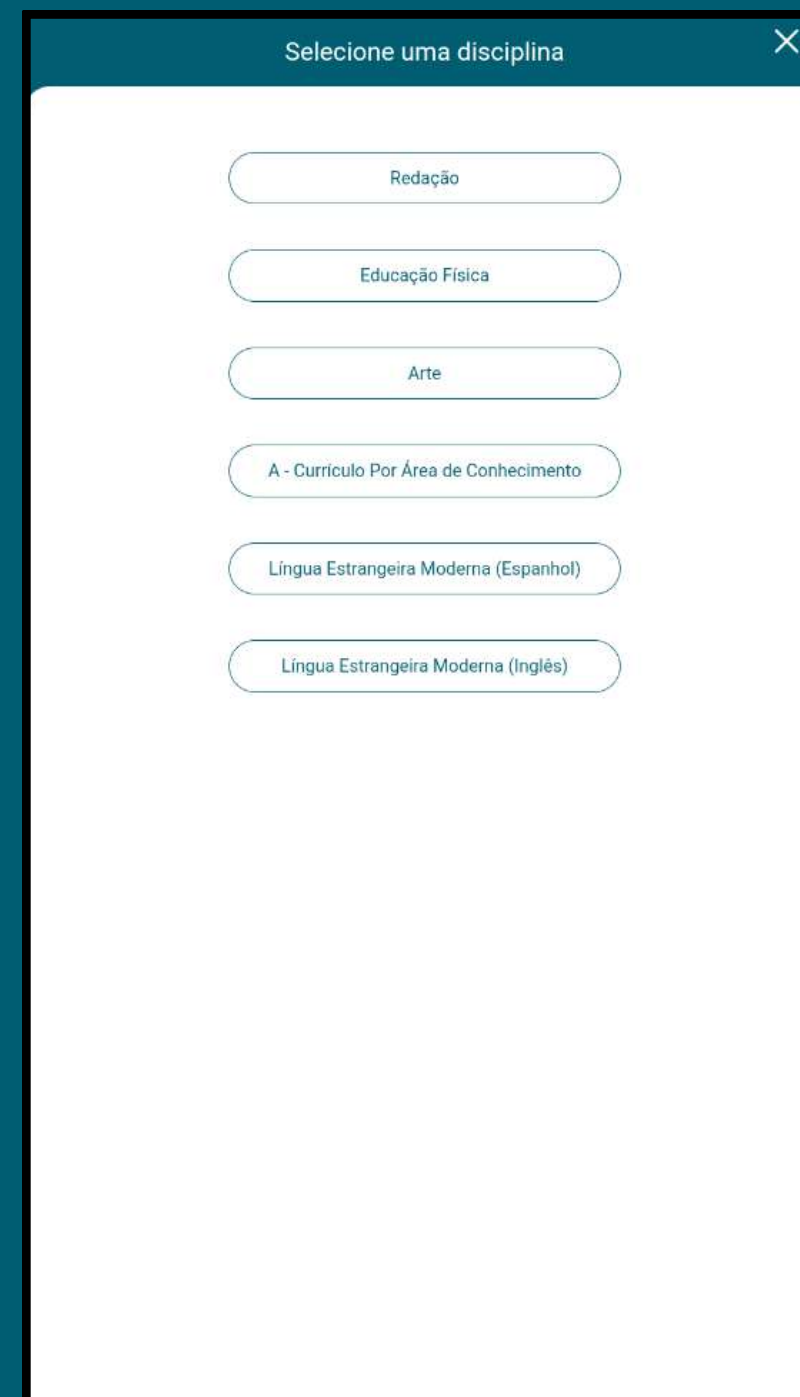 Selecione uma disciplina
Redação
Educação Física
Arte
A - Currículo Por Área de Conhecimento
Língua Estrangeira Moderna (Espanhol)
Língua Estrangeira Moderna (Inglês)